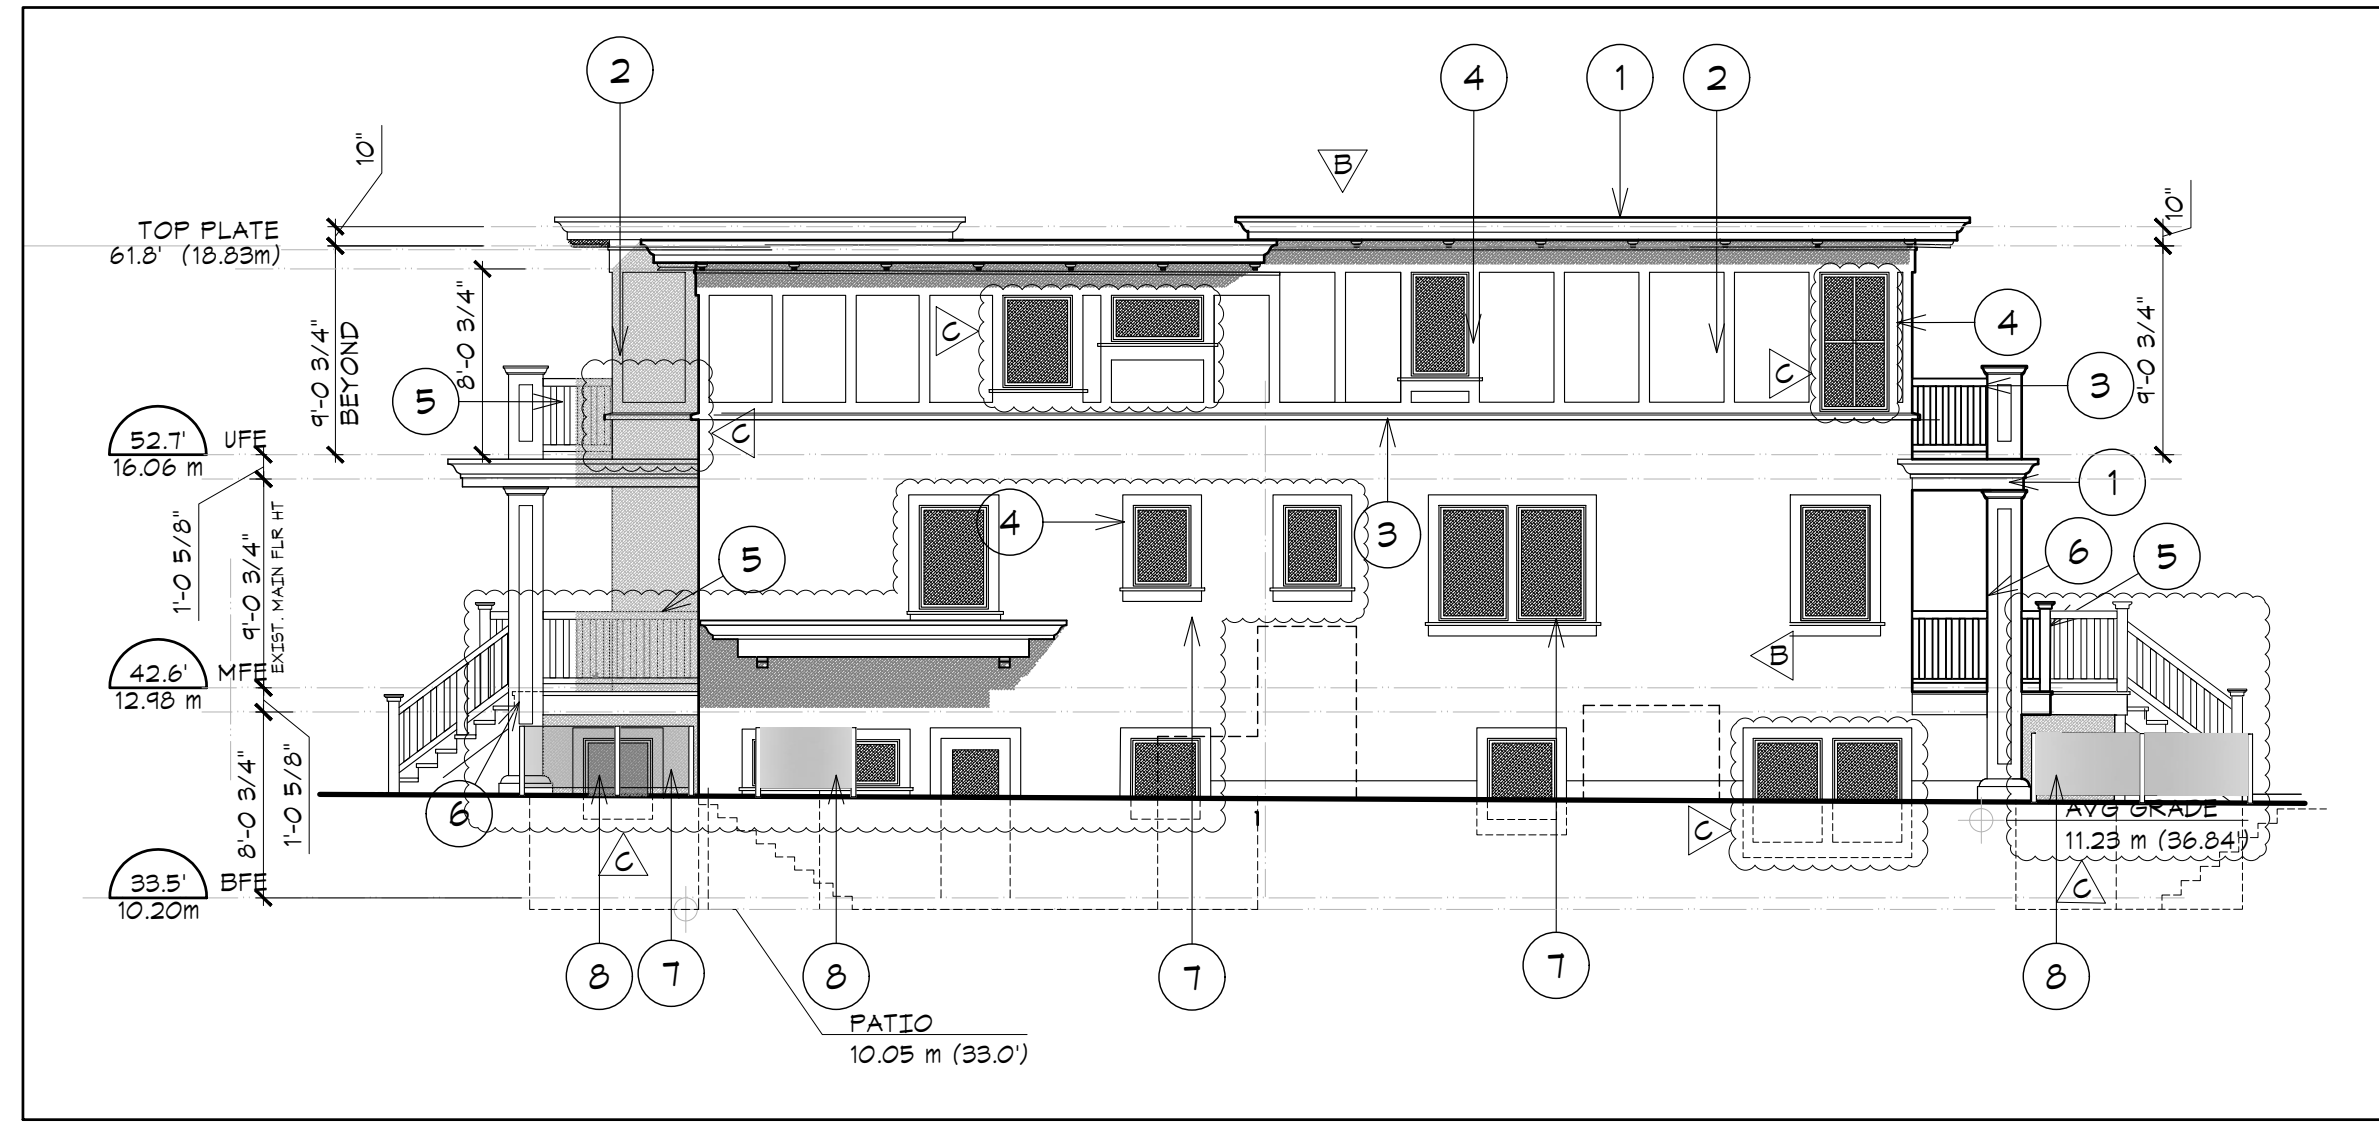 2
4
1
2
B
10"
10"
TOP PLATE
61.8' (18.83m)
9'-0 3/4"
BEYOND
8'-0 3/4"
9'-0 3/4"
C
C
4
3
5
C
52.7'
UFE
16.06 m
1
4
3
5
6
5
1'-0 5/8"
9'-0 3/4"
EXIST. MAIN FLR HT
B
42.6'
MFE
12.98 m
6
8'-0 3/4"
1'-0 5/8"
C
C
AVG GRADE
11.23 m (36.84')
C
33.5'
BFE
10.20m
8
7
8
7
7
8
PATIO
10.05 m (33.0')